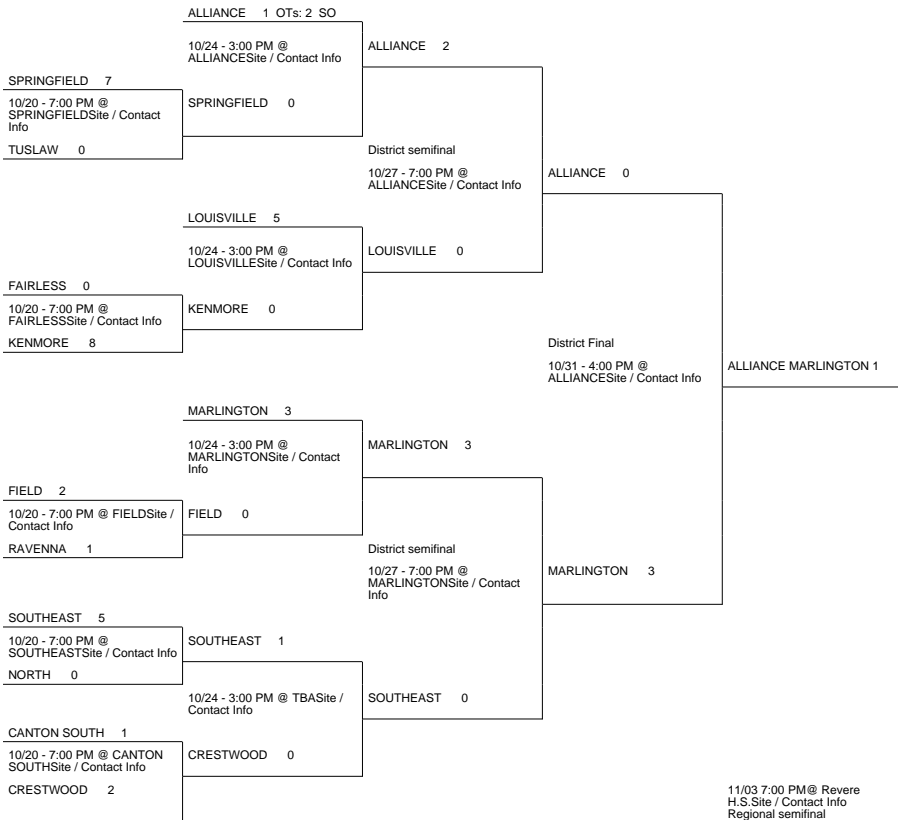 ALLIANCE 1 OTs: 2 SO
10/24 - 3:00 PM @
ALLIANCESite / Contact Info
ALLIANCE 2
SPRINGFIELD 7
10/20 - 7:00 PM @
SPRINGFIELDSite / Contact
Info
TUSLAW 0
SPRINGFIELD 0
District semifinal
10/27 - 7:00 PM @
ALLIANCESite / Contact Info
ALLIANCE 0
LOUISVILLE 5
10/24 - 3:00 PM @
LOUISVILLESite / Contact Info
LOUISVILLE 0
FAIRLESS 0
10/20 - 7:00 PM @
FAIRLESSSite / Contact Info
KENMORE 8
KENMORE 0
District Final
10/31 - 4:00 PM @
ALLIANCESite / Contact Info
ALLIANCE MARLINGTON 1
MARLINGTON 3
10/24 - 3:00 PM @
MARLINGTONSite / Contact
Info
MARLINGTON 3
FIELD 2
10/20 - 7:00 PM @ FIELDSite /
Contact Info
RAVENNA 1
FIELD 0
District semifinal
10/27 - 7:00 PM @
MARLINGTONSite / Contact
Info
MARLINGTON 3
SOUTHEAST 5
10/20 - 7:00 PM @
SOUTHEASTSite / Contact Info
NORTH 0
SOUTHEAST 1
10/24 - 3:00 PM @ TBASite /
Contact Info
SOUTHEAST 0
CANTON SOUTH 1
10/20 - 7:00 PM @ CANTON
SOUTHSite / Contact Info
CRESTWOOD 2
CRESTWOOD 0
11/03 7:00 PM@ Revere
H.S.Site / Contact Info
Regional semifinal